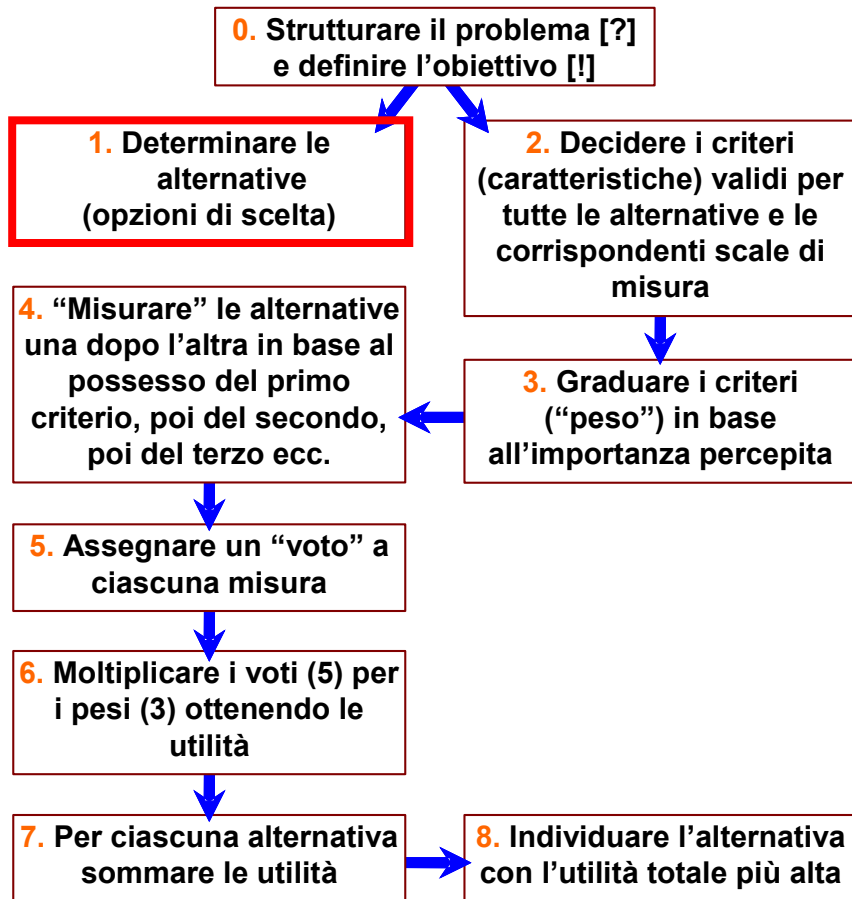 0. Strutturare il problema [?]
e definire l’obiettivo [!]
1. Determinare le
alternative
(opzioni di scelta)
2. Decidere i criteri
(caratteristiche) validi per
tutte le alternative e le
corrispondenti scale di
misura
3. Graduare i criteri
(“peso”) in base
all’importanza percepita
4. “Misurare” le alternative
una dopo l’altra in base al
possesso del primo
criterio, poi del secondo,
poi del terzo ecc.
5. Assegnare un “voto” a
ciascuna misura
6. Moltiplicare i voti (5) per
i pesi (3) ottenendo le
utilità
7. Per ciascuna alternativa
sommare le utilità
8. Individuare l’alternativa
con l’utilità totale più alta